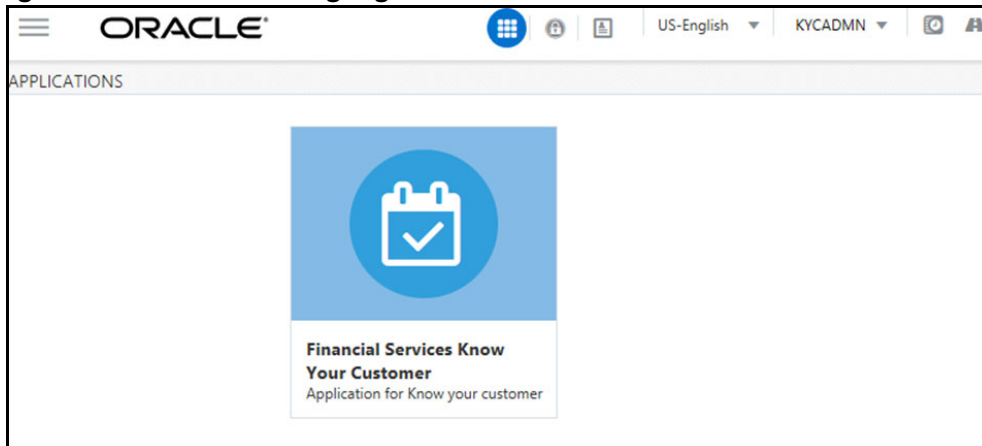 ORACLE
US-English
KYCADMN
APPLICATIONS
Financial Services Know
Your Customer
Application for Know your customer